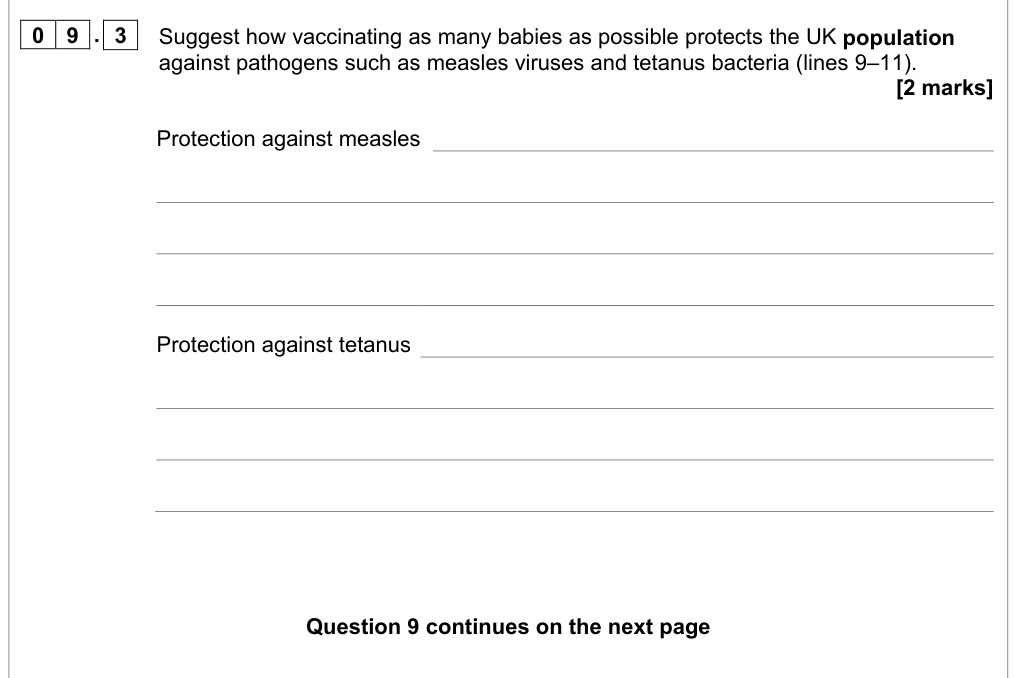 09.3 Suggest how vaccinating as many babies as possible protects the UK population
against pathogens such as measles viruses and tetanus bacteria (lines 9–11).
[2 marks]
Protection against measles
Protection against tetanus
Question 9 continues on the next page